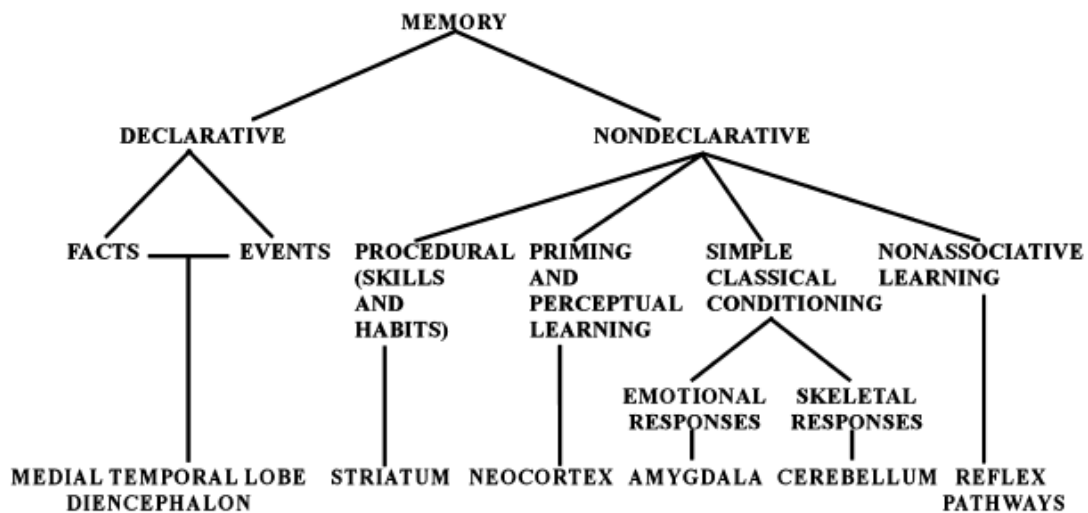 MEMORY
DECLARATIVE
NONDECLARATIVE
FACTS
EVENTS
PROCEDURAL
(SKILLS
AND
HABITS)
PRIMING
AND
PERCEPTUAL
LEARNING
SIMPLE
CLASSICAL
CONDITIONING
NONASSOCIATIVE
LEARNING
EMOTIONAL
RESPONSES
SKELETAL
RESPONSES
MEDIAL TEMPORAL LOBE
DIENCEPHALON
STRIATUM
NEOCORTEX
AMYGDALA
CEREBELLUM
REFLEX
PATHWAYS